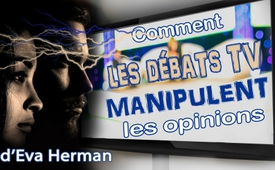 Comment
LES DÉBATS TV
MANIPULENT
les opinions
d'Eva Herman